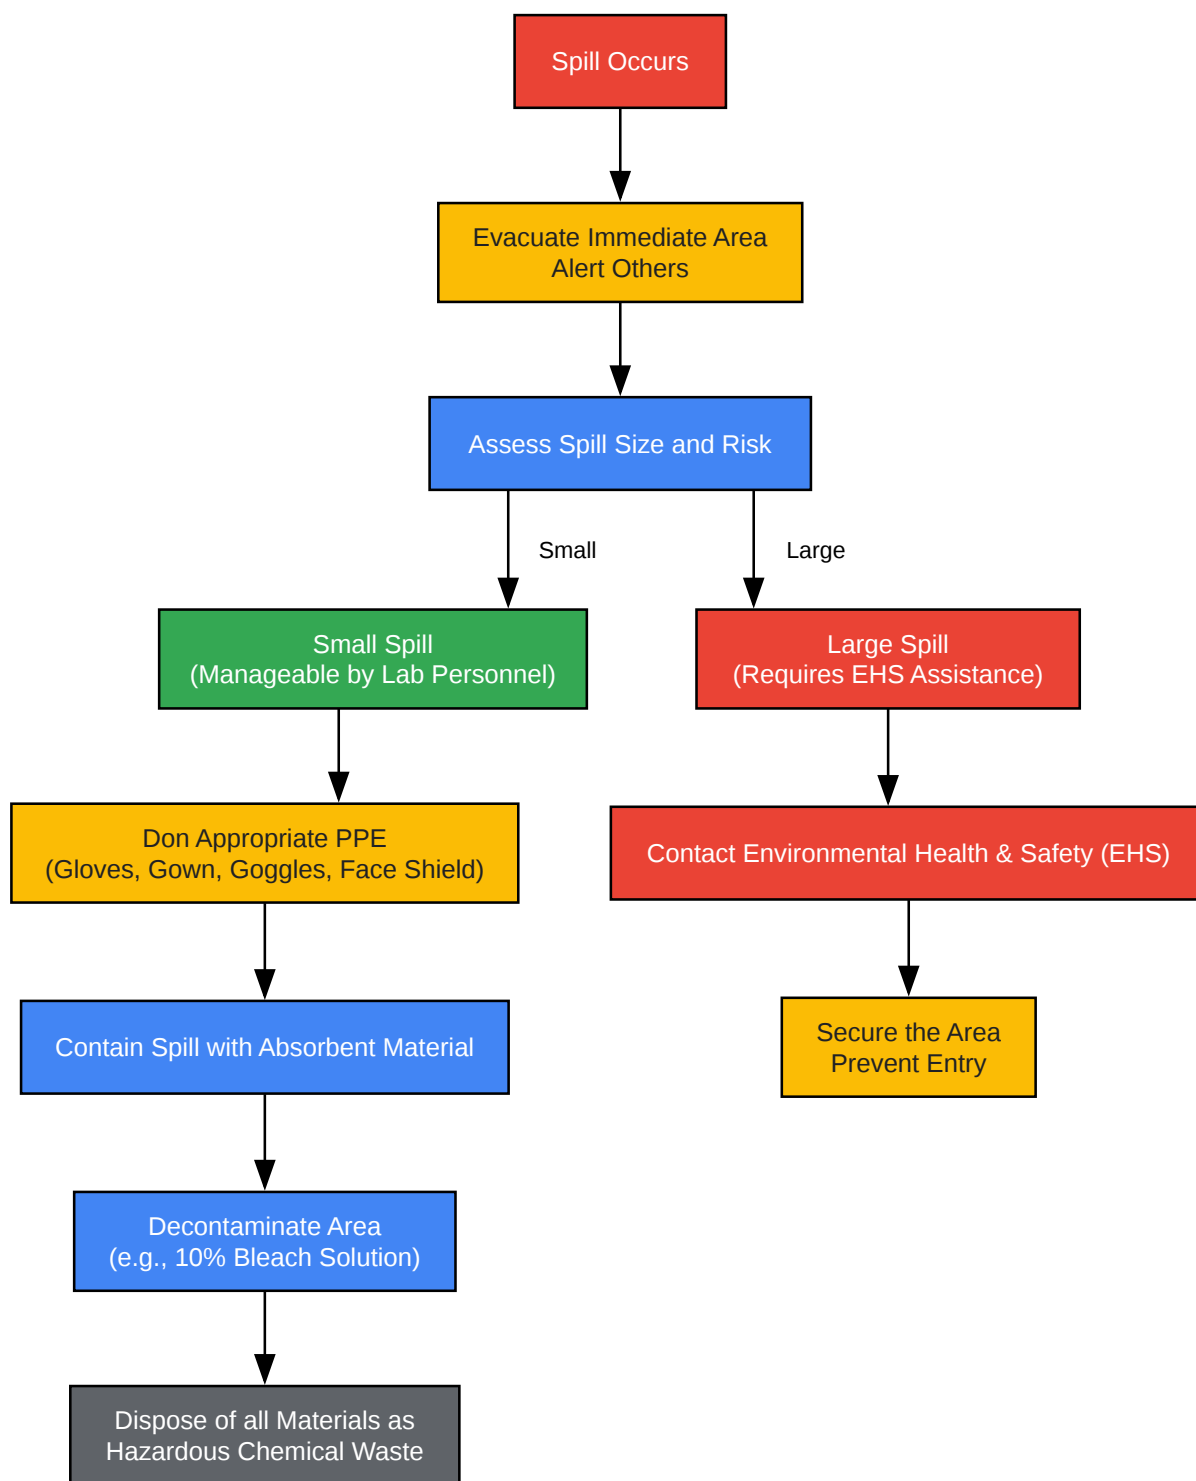 Spill Occurs
Evacuate Immediate Area
Alert Others
Assess Spill Size and Risk
Small
Large
Small Spill
(Manageable by Lab Personnel)
Large Spill
(Requires EHS Assistance)
Don Appropriate PPE
(Gloves, Gown, Goggles, Face Shield)
Contact Environmental Health & Safety (EHS)
Contain Spill with Absorbent Material
Secure the Area
Prevent Entry
Decontaminate Area
(e.g., 10% Bleach Solution)
Dispose of all Materials as
Hazardous Chemical Waste